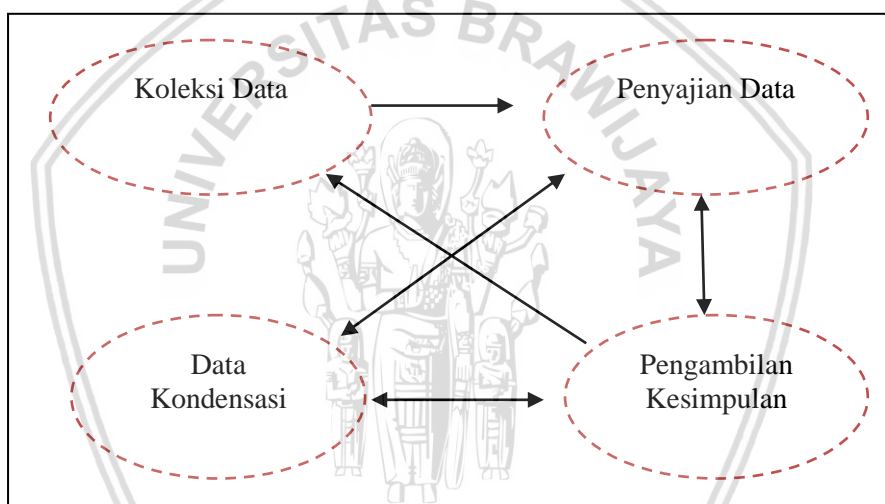 UNIVERSITAS BRAWIJAYA
Koleksi Data
Penyajian Data
Data
Kondensasi
Pengambilan
Kesimpulan